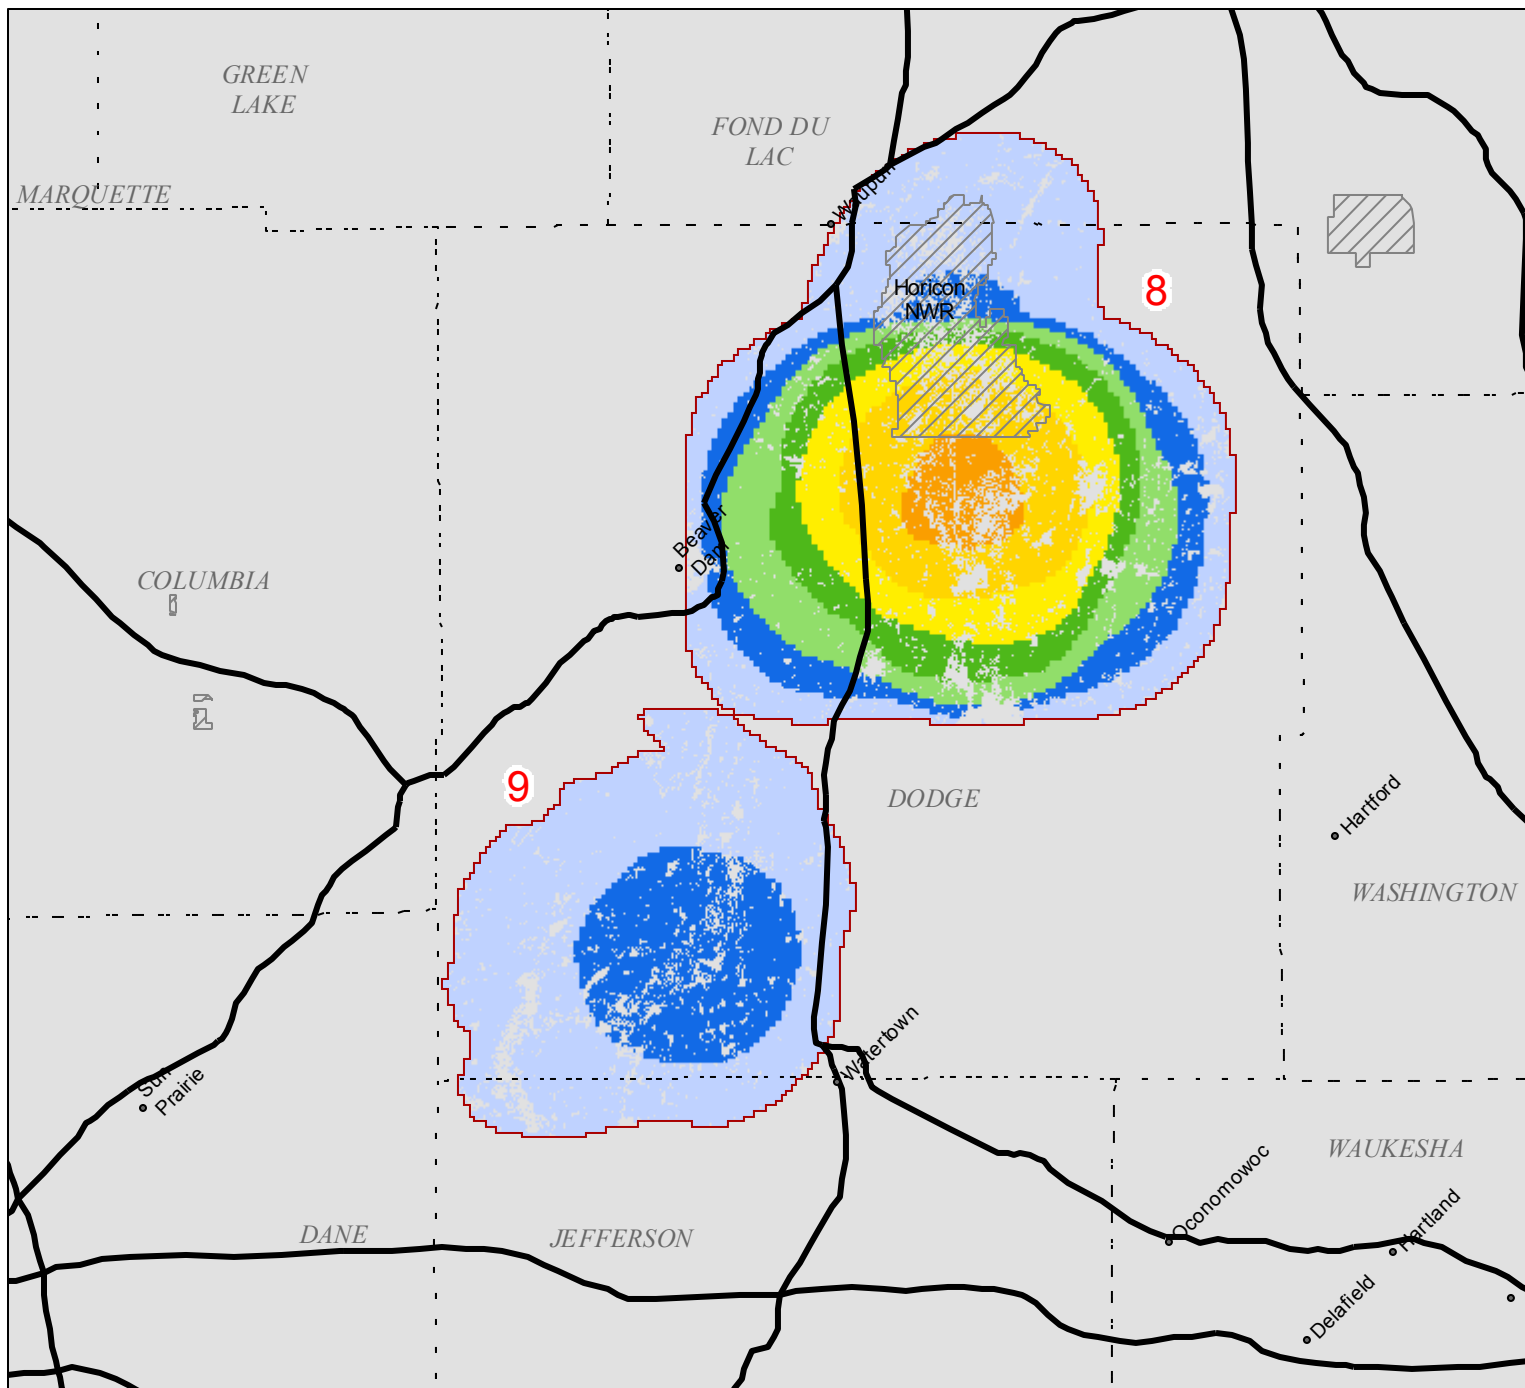 GREEN
LAKE
FOND DU
LAC
MARQUETTE
Waupun
Horicon
NWR
8
Beaver
Dam
COLUMBIA
9
DODGE
Hartford
WASHINGTON
Watertown
Sun
Prairie
WAUKESHA
Oconomowoc
Hartland
DANE
JEFFERSON
Delafield